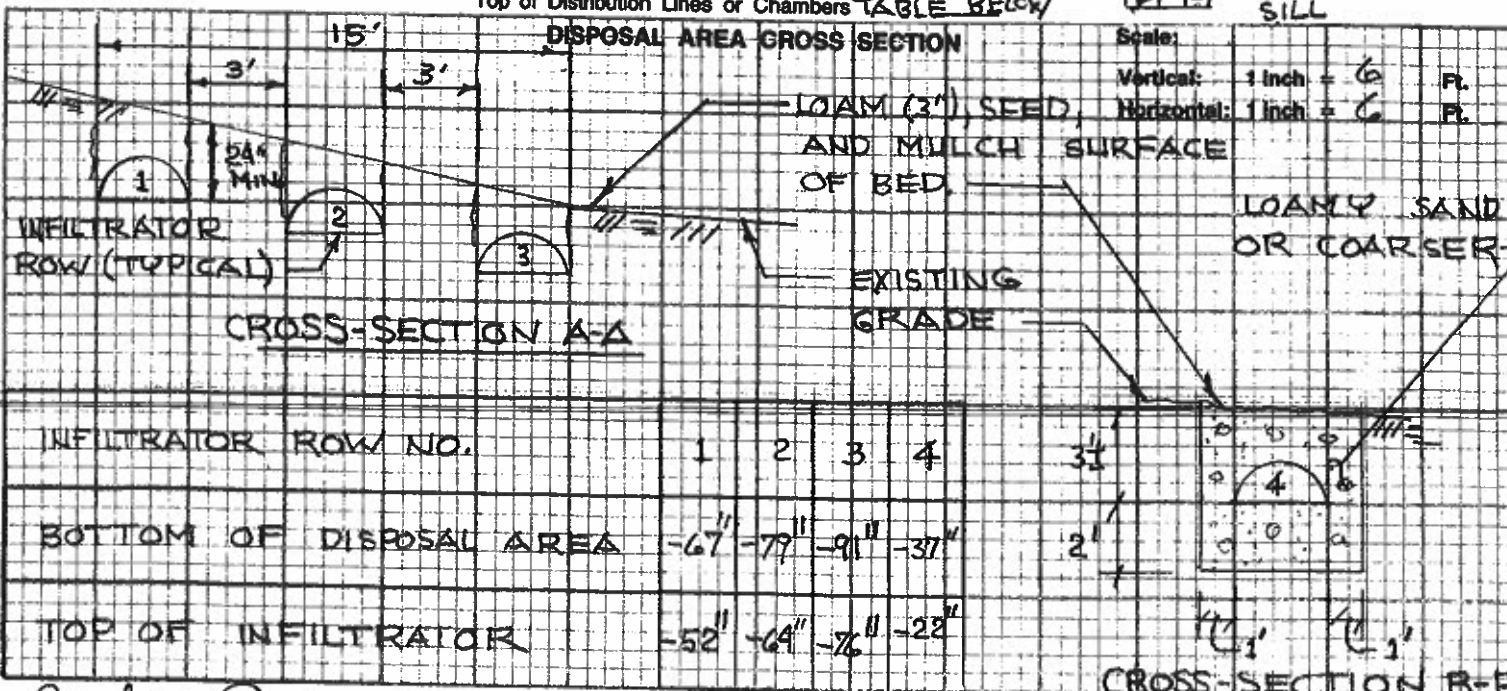 Top of Distribution Lines or Chambers TABLE BELOW
SILL
DISPOSAL AREA CROSS SECTION
Scale:
Vertical: 1 inch = 6 Ft.
Horizontal: 1 inch = 6 Ft.
15'
3'
3'
24"
MIN
1
2
3
INFILTRATOR
ROW (TYPICAL)
LOAM (3"), SEED,
AND MULCH SURFACE
OF BED.
LOAMY SAND
OR COARSER
EXISTING
GRADE
CROSS-SECTION A-A
INFILTRATOR ROW NO. 1 2 3 4
BOTTOM OF DISPOSAL AREA -67" -79" -91" -37"
TOP OF INFILTRATOR -52" -64" -76" -22"
3'±
4
2'
1' 1'
CROSS-SECTION B-B